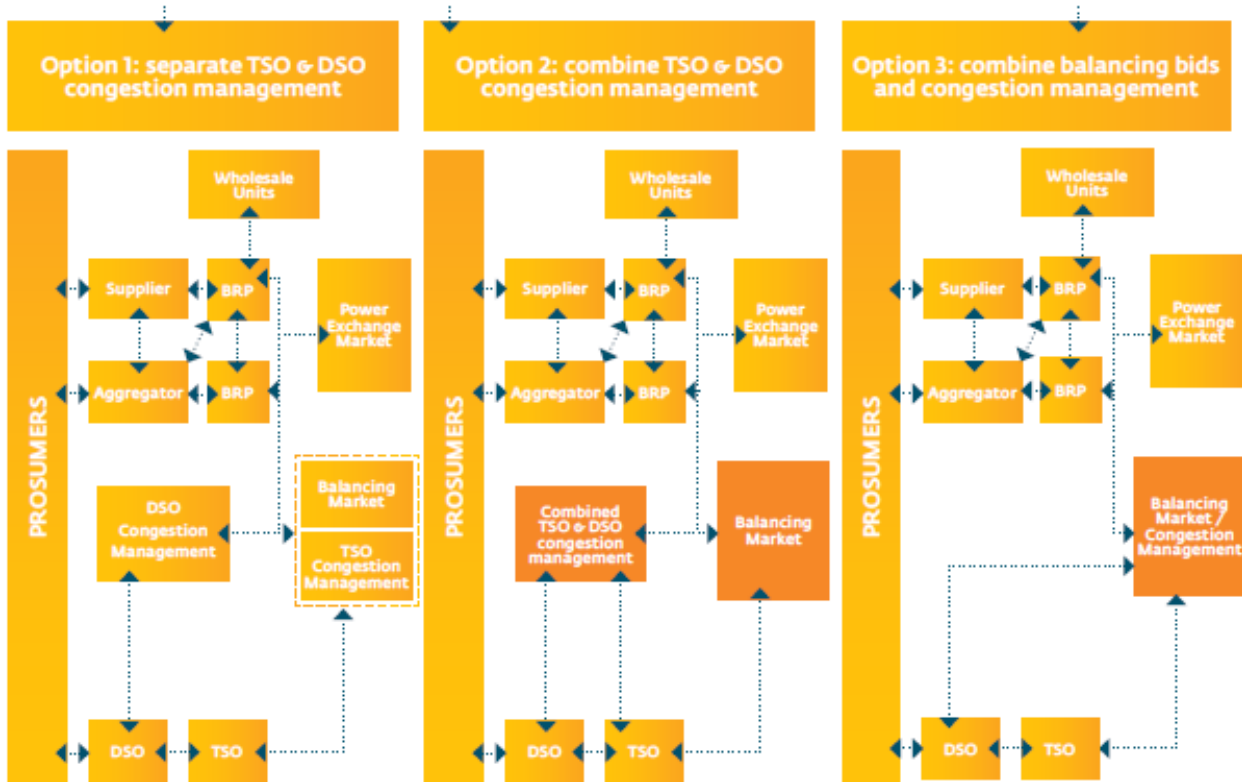 Option 1: separate TSO & DSO
congestion management
Option 2: combine TSO & DSO
congestion management
Option 3: combine balancing bids
and congestion management
PROSUMERS
Wholesale
Units
Supplier
BRP
Power
Exchange
Market
Aggregator
BRP
DSO
Congestion
Management
Balancing
Market
TSO
Congestion
Management
DSO
TSO
PROSUMERS
Wholesale
Units
Supplier
BRP
Power
Exchange
Market
Aggregator
BRP
Combined
TSO & DSO
congestion
management
Balancing
Market
DSO
TSO
PROSUMERS
Wholesale
Units
Supplier
BRP
Power
Exchange
Market
Aggregator
BRP
Balancing
Market /
Congestion
Management
DSO
TSO